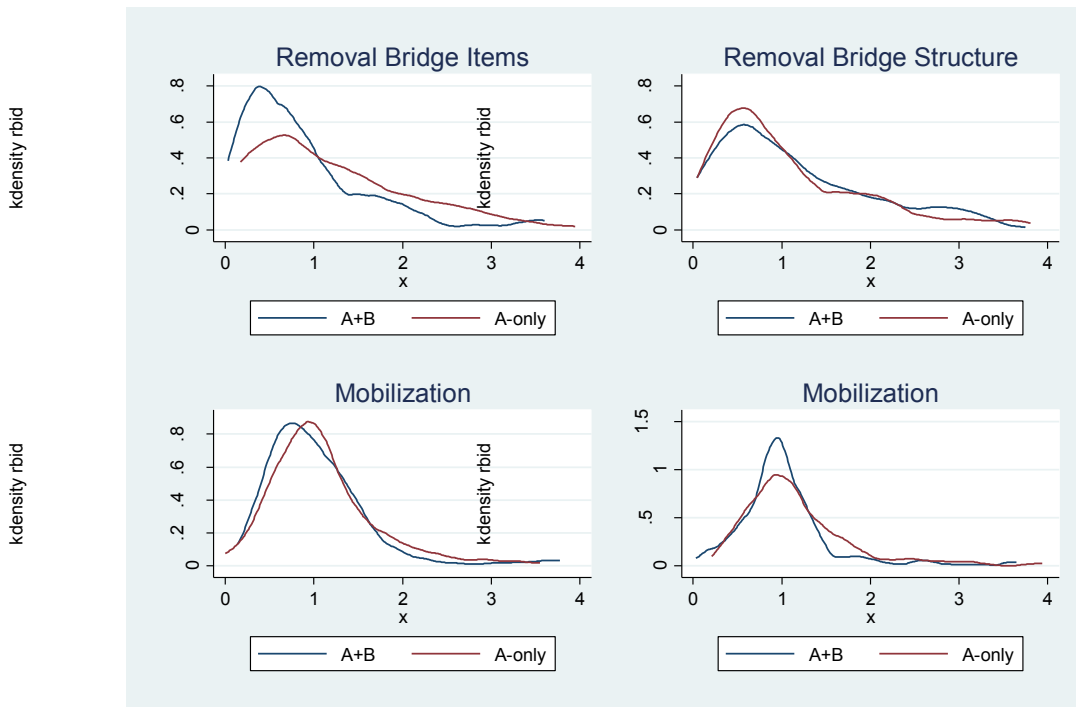 Removal Bridge Items
kdensity rbid
0 .2 .4 .6 .8
0 1 2 3 4
x
A+B A-only
Removal Bridge Structure
kdensity rbid
0 .2 .4 .6 .8
0 1 2 3 4
x
A+B A-only
Mobilization
kdensity rbid
0 .2 .4 .6 .8
0 1 2 3 4
x
A+B A-only
Mobilization
kdensity rbid
0 .5 1 1.5
0 1 2 3 4
x
A+B A-only